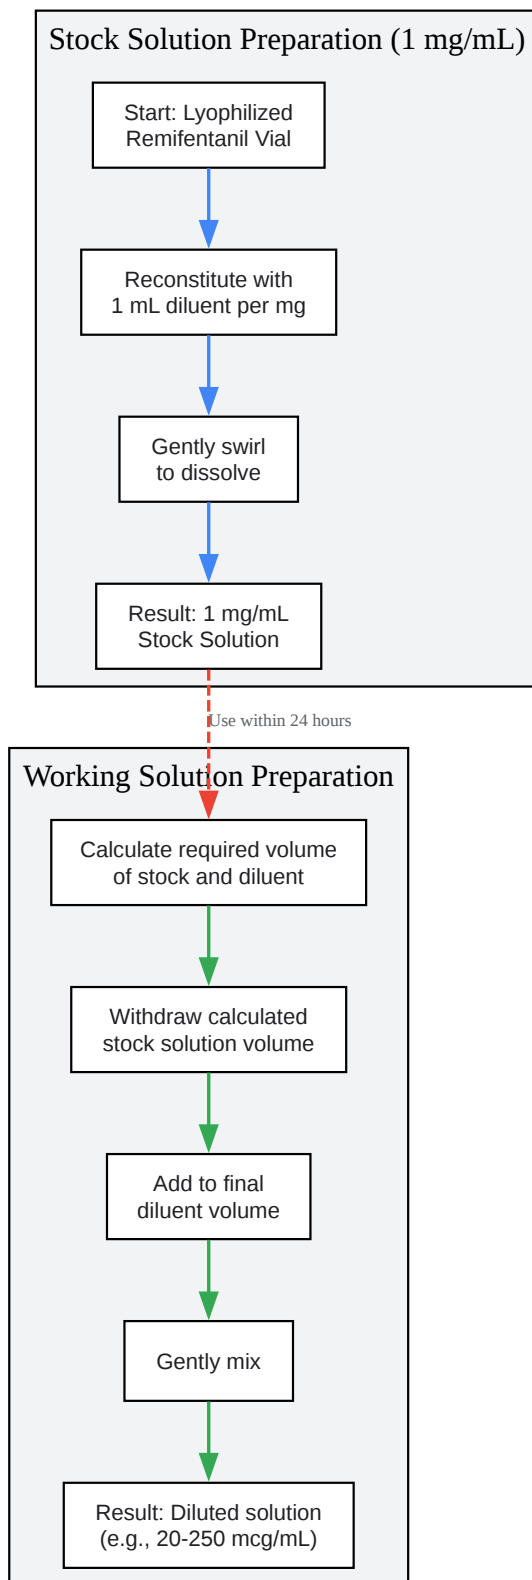 Stock Solution Preparation (1 mg/mL)
Start: Lyophilized
Remifentanil Vial
Reconstitute with
1 mL diluent per mg
Gently swirl
to dissolve
Result: 1 mg/mL
Stock Solution
Use within 24 hours
Working Solution Preparation
Calculate required volume
of stock and diluent
Withdraw calculated
stock solution volume
Add to final
diluent volume
Gently mix
Result: Diluted solution
(e.g., 20-250 mcg/mL)